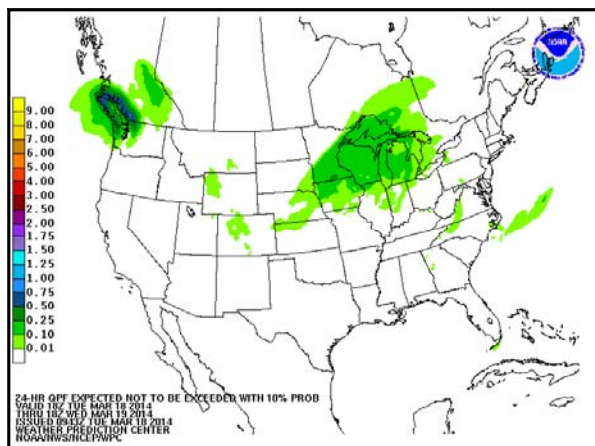 NOAA
9.00
8.00
7.00
6.00
5.00
4.00
3.00
2.50
2.00
1.75
1.50
1.25
1.00
0.75
0.50
0.25
0.10
0.01
24-HR QPF EXPECTED NOT TO BE EXCEEDED WITH 10% PROB
VALID 18Z TUE MAR 18 2014
THRU 18Z WED MAR 19 2014
ISSUED 0943Z TUE MAR 18 2014
WEATHER PREDICTION CENTER
NOAA/NWS/NCEP/WPC